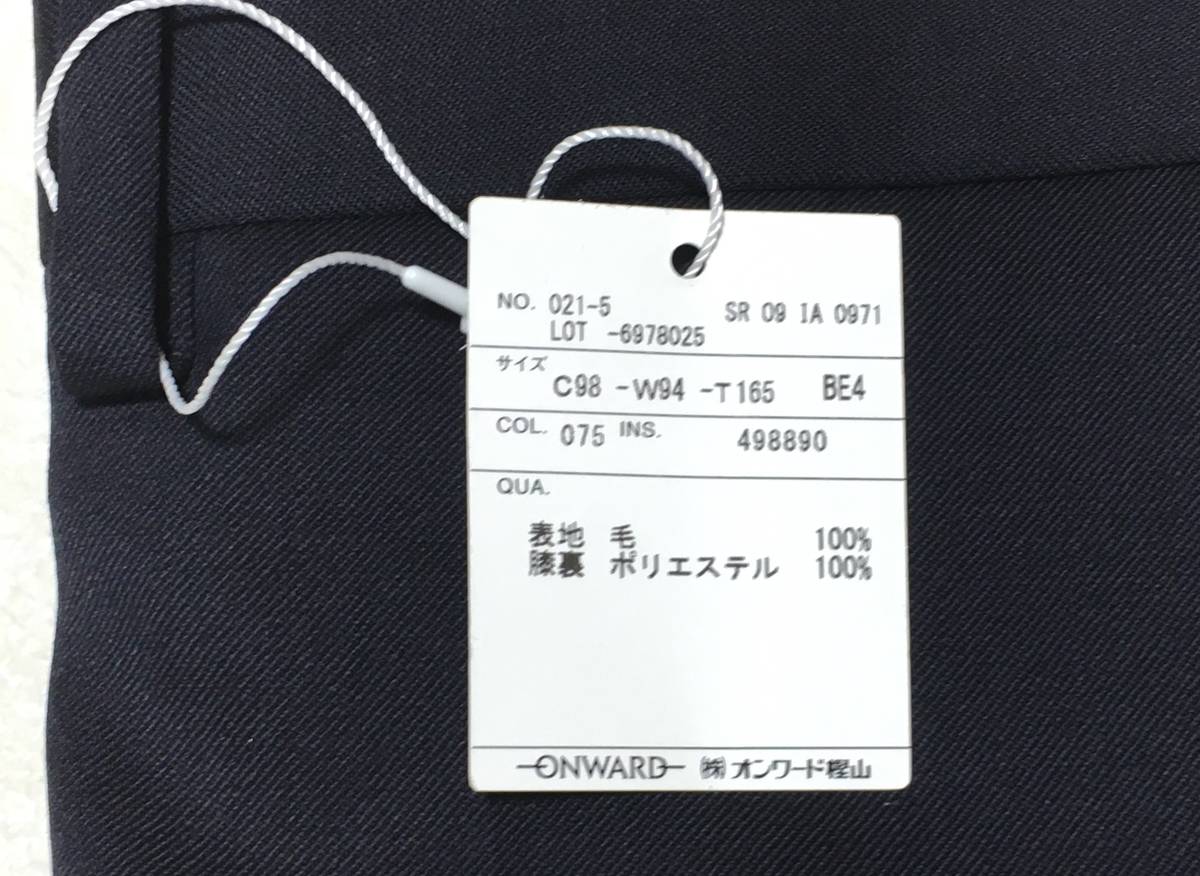 NO. 021-5 SR 09 IA 0971
LOT -6978025
サイズ
C98 -W94 -T165 BE4
COL. 075 INS. 498890
QUA.
表地 毛 100%
膝裏 ポリエステル 100%
ONWARD ㈱オンワード樫山